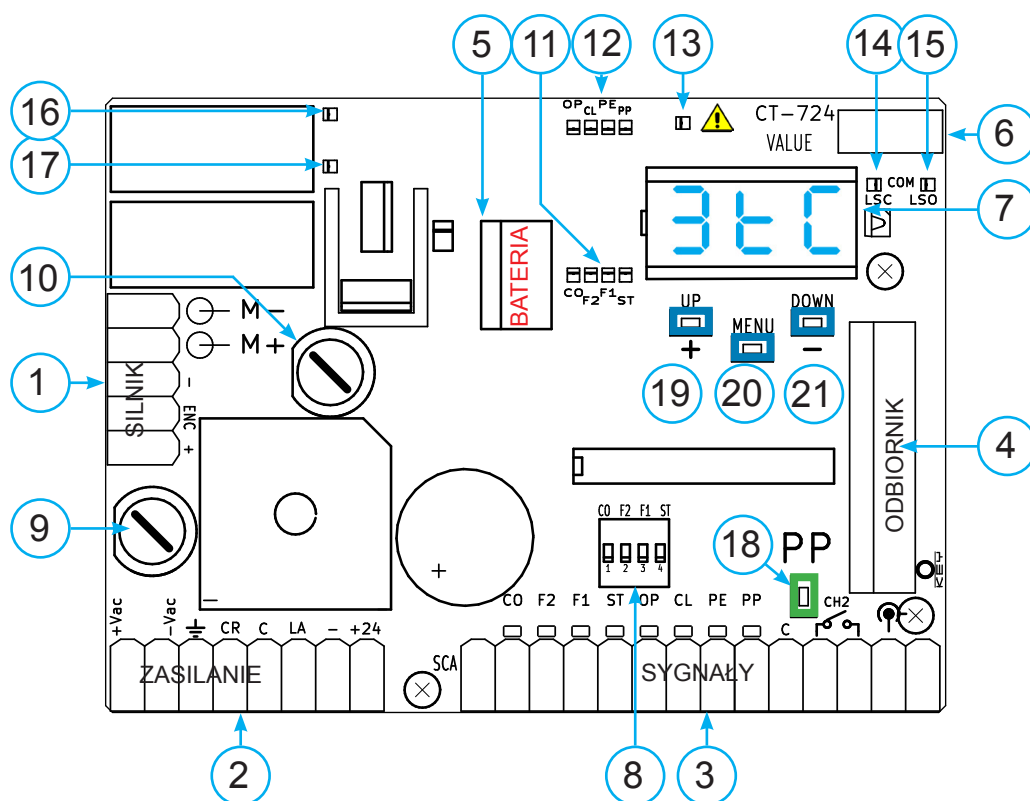 5 11 12 13 14 15
16
OP CL PE PP
CT-724
VALUE
6
17
COM
LSC LSO
7
3tC
BATERIA
10
CO F2 F1 ST
M-
M+
UP
MENU
DOWN
+ -
1
SILNIK
- ENC +
19 20 21
4
ODBIORNIK
9
CO F2 F1 ST
1 2 3 4
18
PP
+
-
KEY
CO F2 F1 ST OP CL PE PP
C CH2
+Vac -Vac CR C LA - +24
SCA
ZASILANIE
SYGNAŁY
2 8 3